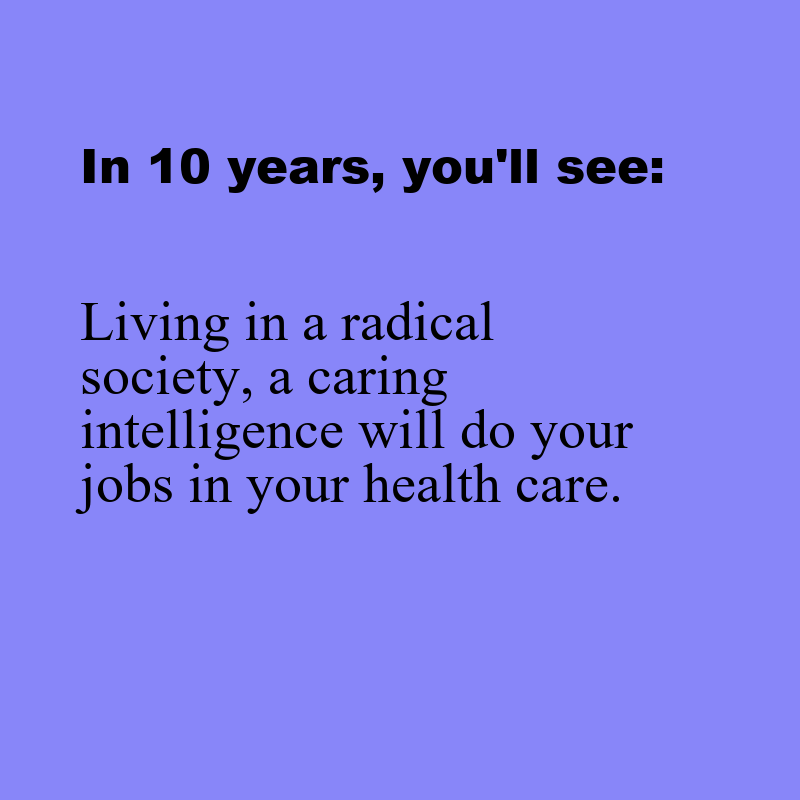 In 10 years, you'll see:
Living in a radical
society, a caring
intelligence will do your
jobs in your health care.